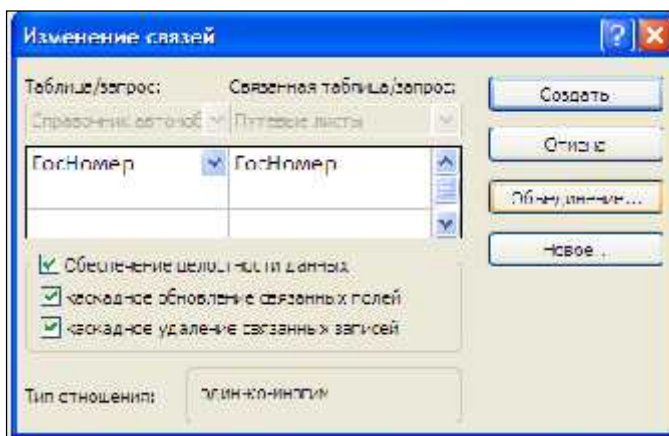 Изменение связей
Таблица/запрос: Связанная таблица/запрос:
Справочник автомоб Путевые листы
ГосНомер ГосНомер
Обеспечение целостности данных
каскадное обновление связанных полей
каскадное удаление связанных записей
Тип отношения: один-ко-многим
Создать
Отмена
Объединение...
Новое..